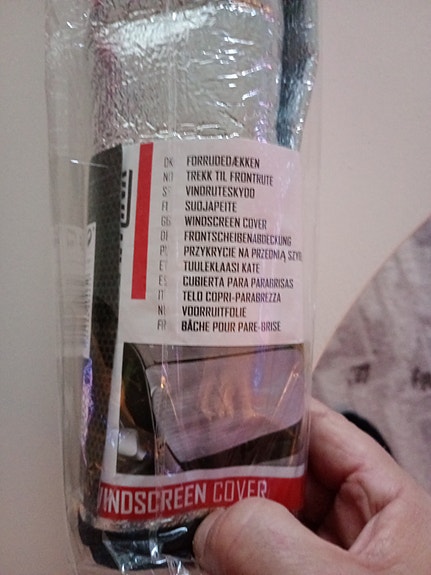 DK FORRUDEDÆKKEN
NO TREKK TIL FRONTRUTE
SE VINDRUTESKYDD
FI SUOJAPEITE
GB WINDSCREEN COVER
DE FRONTSCHEIBENABDECKUNG
PL PRZYKRYCIE NA PRZEDNIĄ
ET TUULEKLAASI KATE
ES CUBIERTA PARA PARABRISAS
IT TELO COPRI-PARABREZZA
NL VOORRUITFOLIE
FR BÂCHE POUR PARE-BRISE
WINDSCREEN COVER